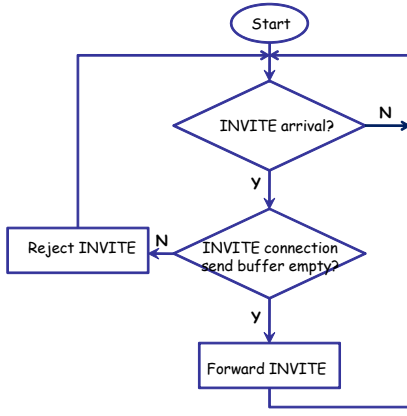 Start
INVITE arrival?
N
Y
INVITE connection
send buffer empty?
N
Reject INVITE
Y
Forward INVITE